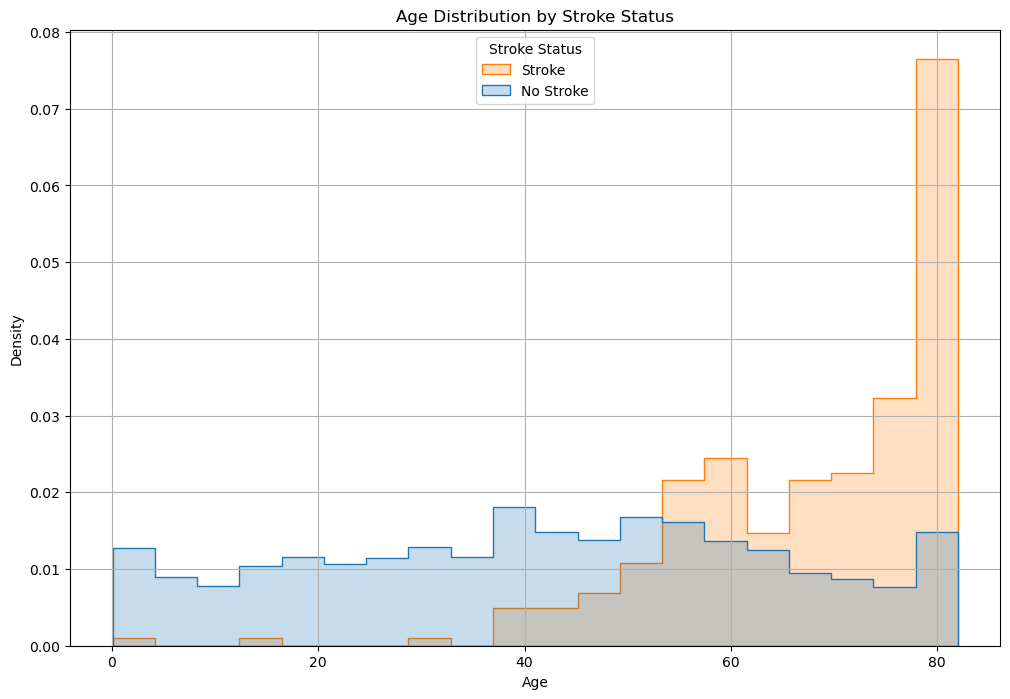 Age Distribution by Stroke Status
Stroke Status
Stroke
No Stroke
0.08
0.07
0.06
0.05
0.04
0.03
0.02
0.01
0.00
Density
0 20 40 60 80
Age